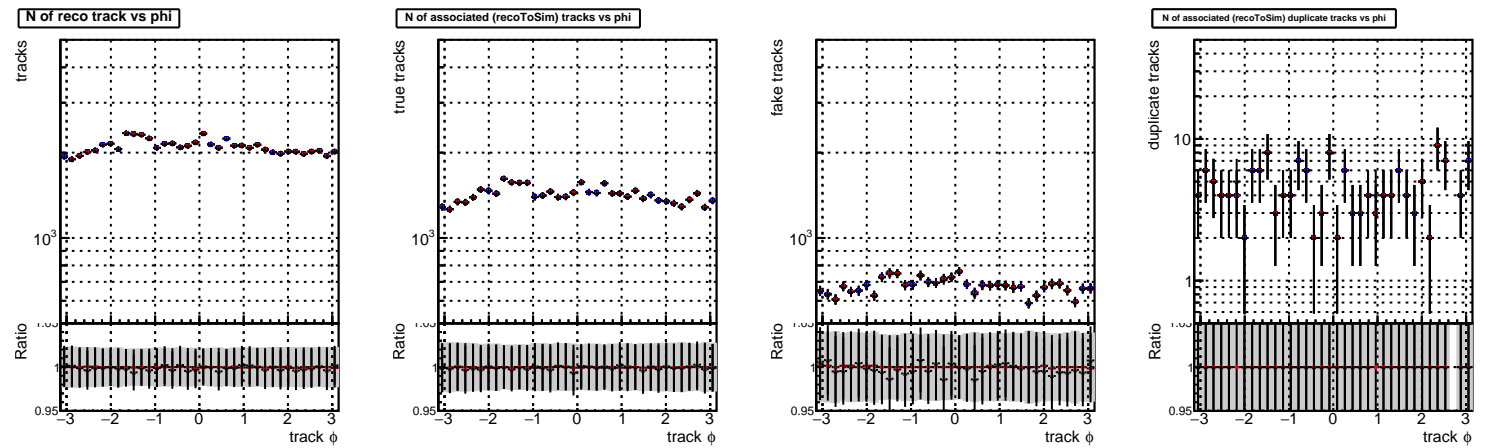 N of reco track vs phi
tracks
10³
Ratio
1
0.95
−3 −2 −1 0 1 2 3
track ϕ
N of associated (recoToSim) tracks vs phi
true tracks
10³
Ratio
1
0.95
−3 −2 −1 0 1 2 3
track ϕ
fake tracks
10³
Ratio
1
0.95
−3 −2 −1 0 1 2 3
track ϕ
N of associated (recoToSim) duplicate tracks vs phi
duplicate tracks
10
1
Ratio
1
0.95
−3 −2 −1 0 1 2 3
track ϕ